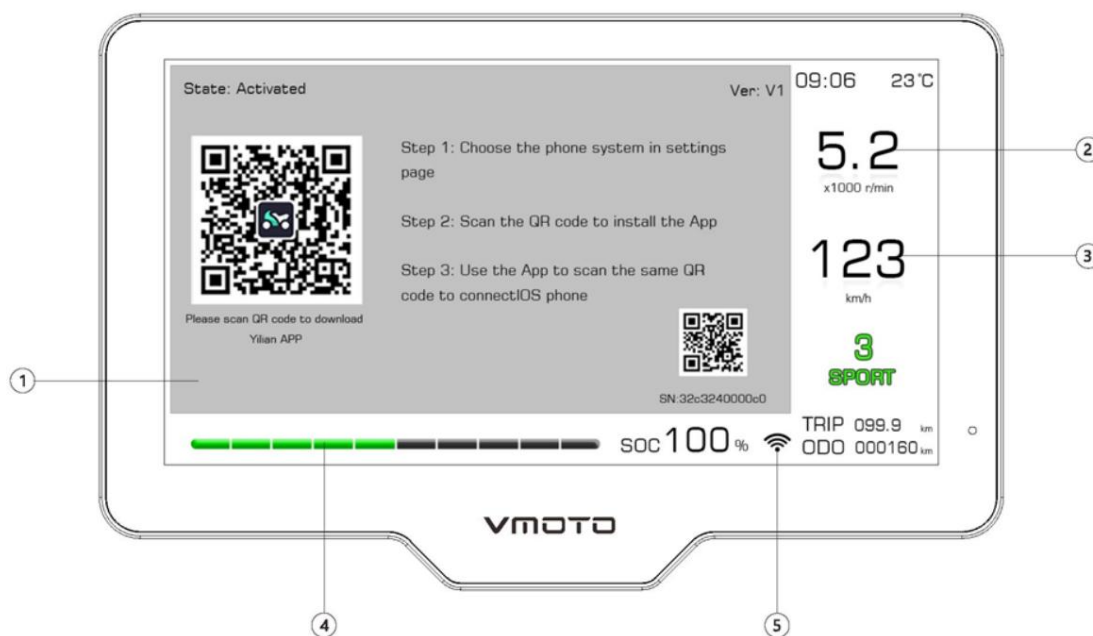 State: Activated
Ver: V1
09:06
23℃
Step 1: Choose the phone system in settings
page
Step 2: Scan the QR code to install the App
Step 3: Use the App to scan the same QR
code to connectIOS phone
Please scan QR code to download
Yilian APP
SN:32c3240000c0
5.2
x1000 r/min
123
km/h
3
SPORT
SOC 100 %
TRIP 099.9 km
ODO 000160 km
VMOTO
1
2
3
4
5